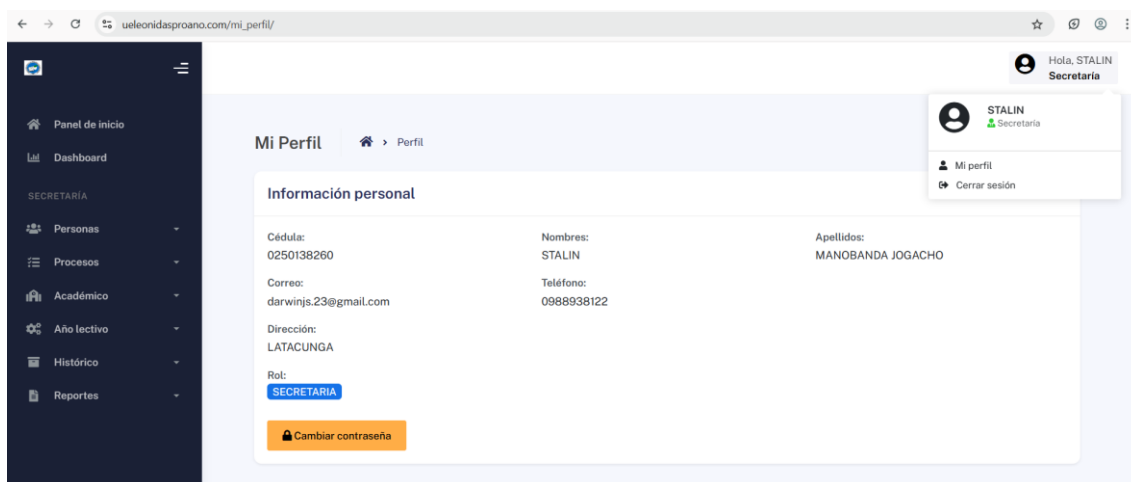 ueleonidasproano.com/mi_perfil/
Hola, STALIN
Secretaría
STALIN
Secretaría
Mi perfil
Cerrar sesión
Panel de inicio
Dashboard
SECRETARÍA
Personas
Procesos
Académico
Año lectivo
Histórico
Reportes
Mi Perfil
Perfil
Información personal
Cédula: Nombres: Apellidos:
0250138260 STALIN MANOBANDA JOGACHO
Correo: Teléfono:
darwinjs.23@gmail.com 0988938122
Dirección:
LATACUNGA
Rol:
SECRETARIA
Cambiar contraseña